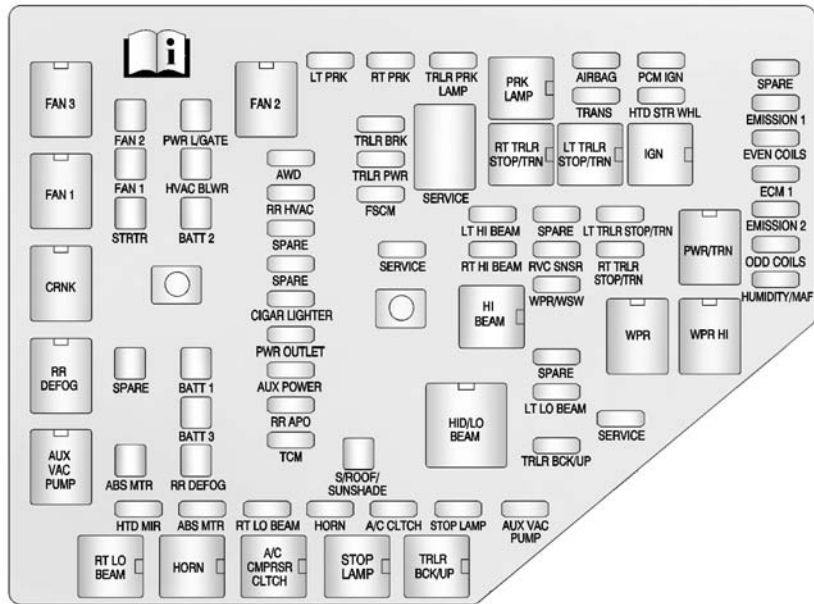 LT PRK
RT PRK
TRLR PRK
LAMP
PRK
LAMP
AIRBAG
PCM IGN
SPARE
FAN 3
FAN 2
FAN 2
PWR L/GATE
TRANS
HTD STR WHL
EMISSION 1
TRLR BRK
RT TRLR
STOP/TRN
LT TRLR
STOP/TRN
IGN
EVEN COILS
AWD
TRLR PWR
SERVICE
ECM 1
FAN 1
FAN 1
HVAC BLWR
RR HVAC
FSCM
EMISSION 2
STRTR
BATT 2
SPARE
LT HI BEAM
SPARE
LT TRLR STOP/TRN
PWR/TRN
ODD COILS
SERVICE
RT HI BEAM
RVC SNSR
RT TRLR
STOP/TRN
SPARE
HUMIDITY/MAF
CRNK
CIGAR LIGHTER
HI
BEAM
WPR/WSW
WPR
WPR HI
PWR OUTLET
RR
DEFOG
SPARE
BATT 1
AUX POWER
SPARE
RR APO
HID/LO
BEAM
LT LO BEAM
BATT 3
SERVICE
AUX
VAC
PUMP
TCM
TRLR BCK/UP
ABS MTR
RR DEFOG
S/ROOF/
SUNSHADE
HTD MIR
ABS MTR
RT LO BEAM
HORN
A/C CLTCH
STOP LAMP
AUX VAC
PUMP
RT LO
BEAM
HORN
A/C
CMPRSR
CLTCH
STOP
LAMP
TRLR
BCK/UP